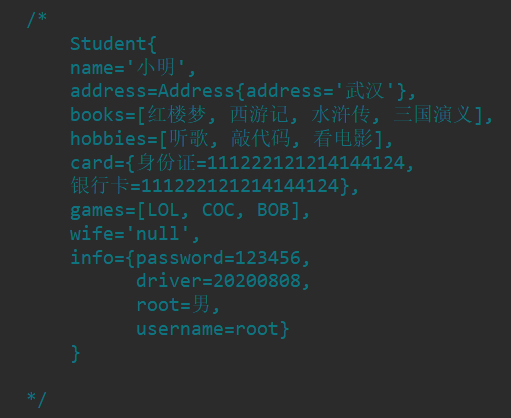 /*
Student{
name='小明',
address=Address{address='武汉'},
books=[红楼梦, 西游记, 水浒传, 三国演义],
hobbies=[听歌, 敲代码, 看电影],
card={身份证=111222121214144124,
银行卡=111222121214144124},
games=[LOL, COC, BOB],
wife='null',
info={password=123456,
driver=20200808,
root=男,
username=root}
}
*/